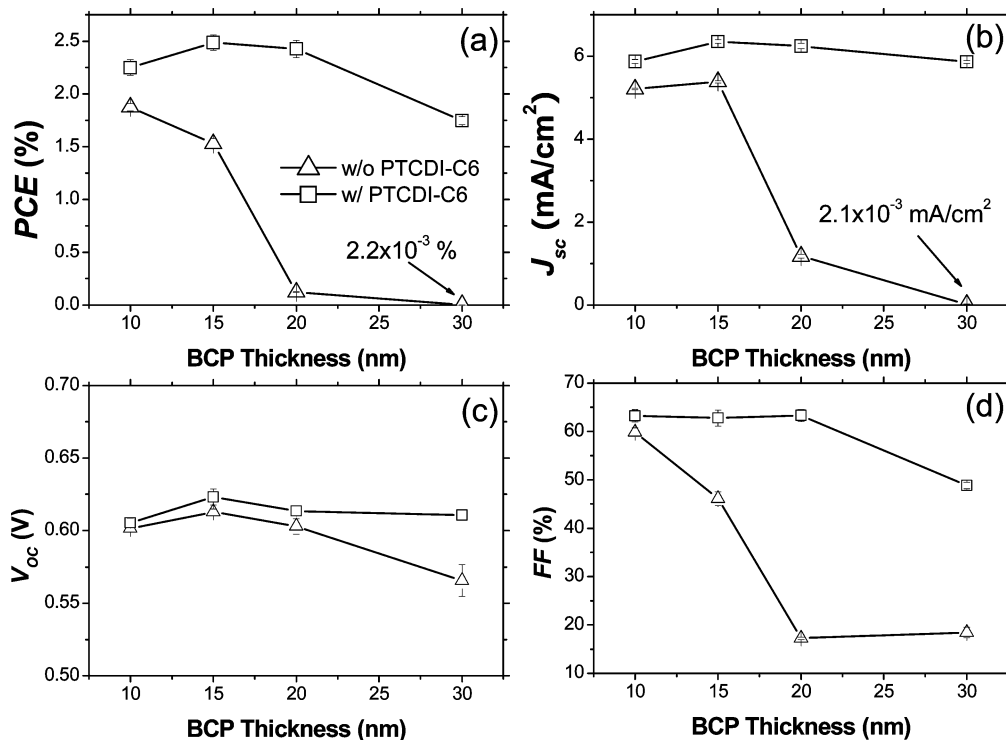 (a)
2.5
2.0
1.5
1.0
0.5
0.0
PCE (%)
w/o PTCDI-C6
w/ PTCDI-C6
2.2x10⁻³ %
10 15 20 25 30
BCP Thickness (nm)
(b)
6
4
2
0
Jsc (mA/cm²)
2.1x10⁻³ mA/cm²
10 15 20 25 30
BCP Thickness (nm)
(c)
0.70
0.65
0.60
0.55
0.50
Voc (V)
10 15 20 25 30
BCP Thickness (nm)
(d)
70
60
50
40
30
20
10
FF (%)
10 15 20 25 30
BCP Thickness (nm)